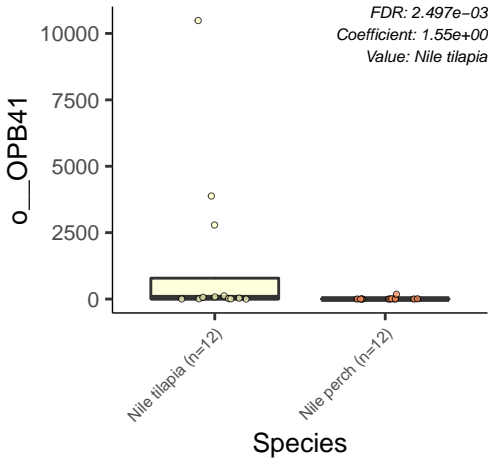 FDR: 2.497e−03
Coefficient: 1.55e+00
Value: Nile tilapia
10000
7500
5000
2500
0
o__OPB41
Nile tilapia (n=12)
Nile perch (n=12)
Species